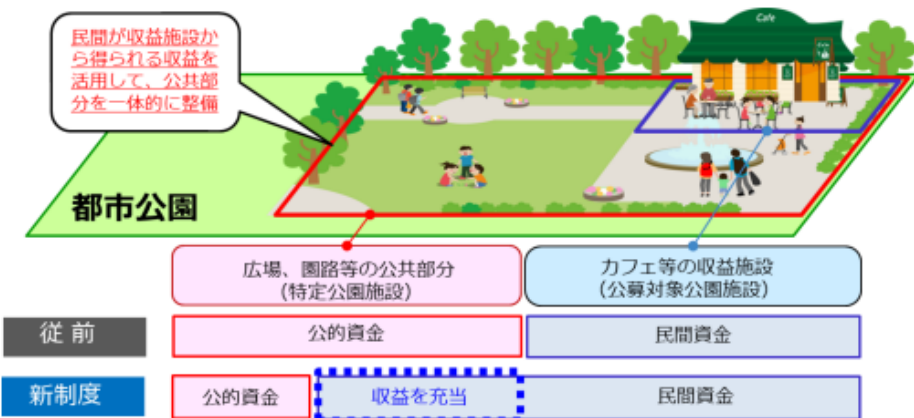 Cafe
民間が収益施設か
ら得られる収益を
活用して、公共部
分を一体的に整備
都市公園
広場、園路等の公共部分
(特定公園施設)
カフェ等の収益施設
(公募対象公園施設)
従前
公的資金
民間資金
新制度
公的資金
収益を充当
民間資金